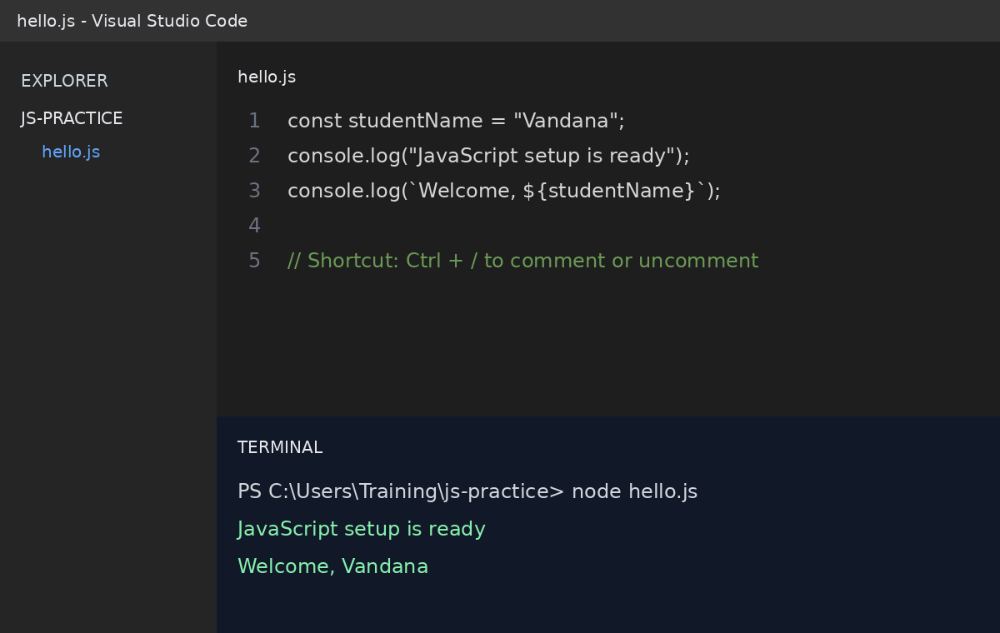 hello.js - Visual Studio Code
EXPLORER
JS-PRACTICE
hello.js
hello.js
1 const studentName = "Vandana";
2 console.log("JavaScript setup is ready");
3 console.log(`Welcome, ${studentName}`);
4
5 // Shortcut: Ctrl + / to comment or uncomment
TERMINAL
PS C:\Users\Training\js-practice> node hello.js
JavaScript setup is ready
Welcome, Vandana